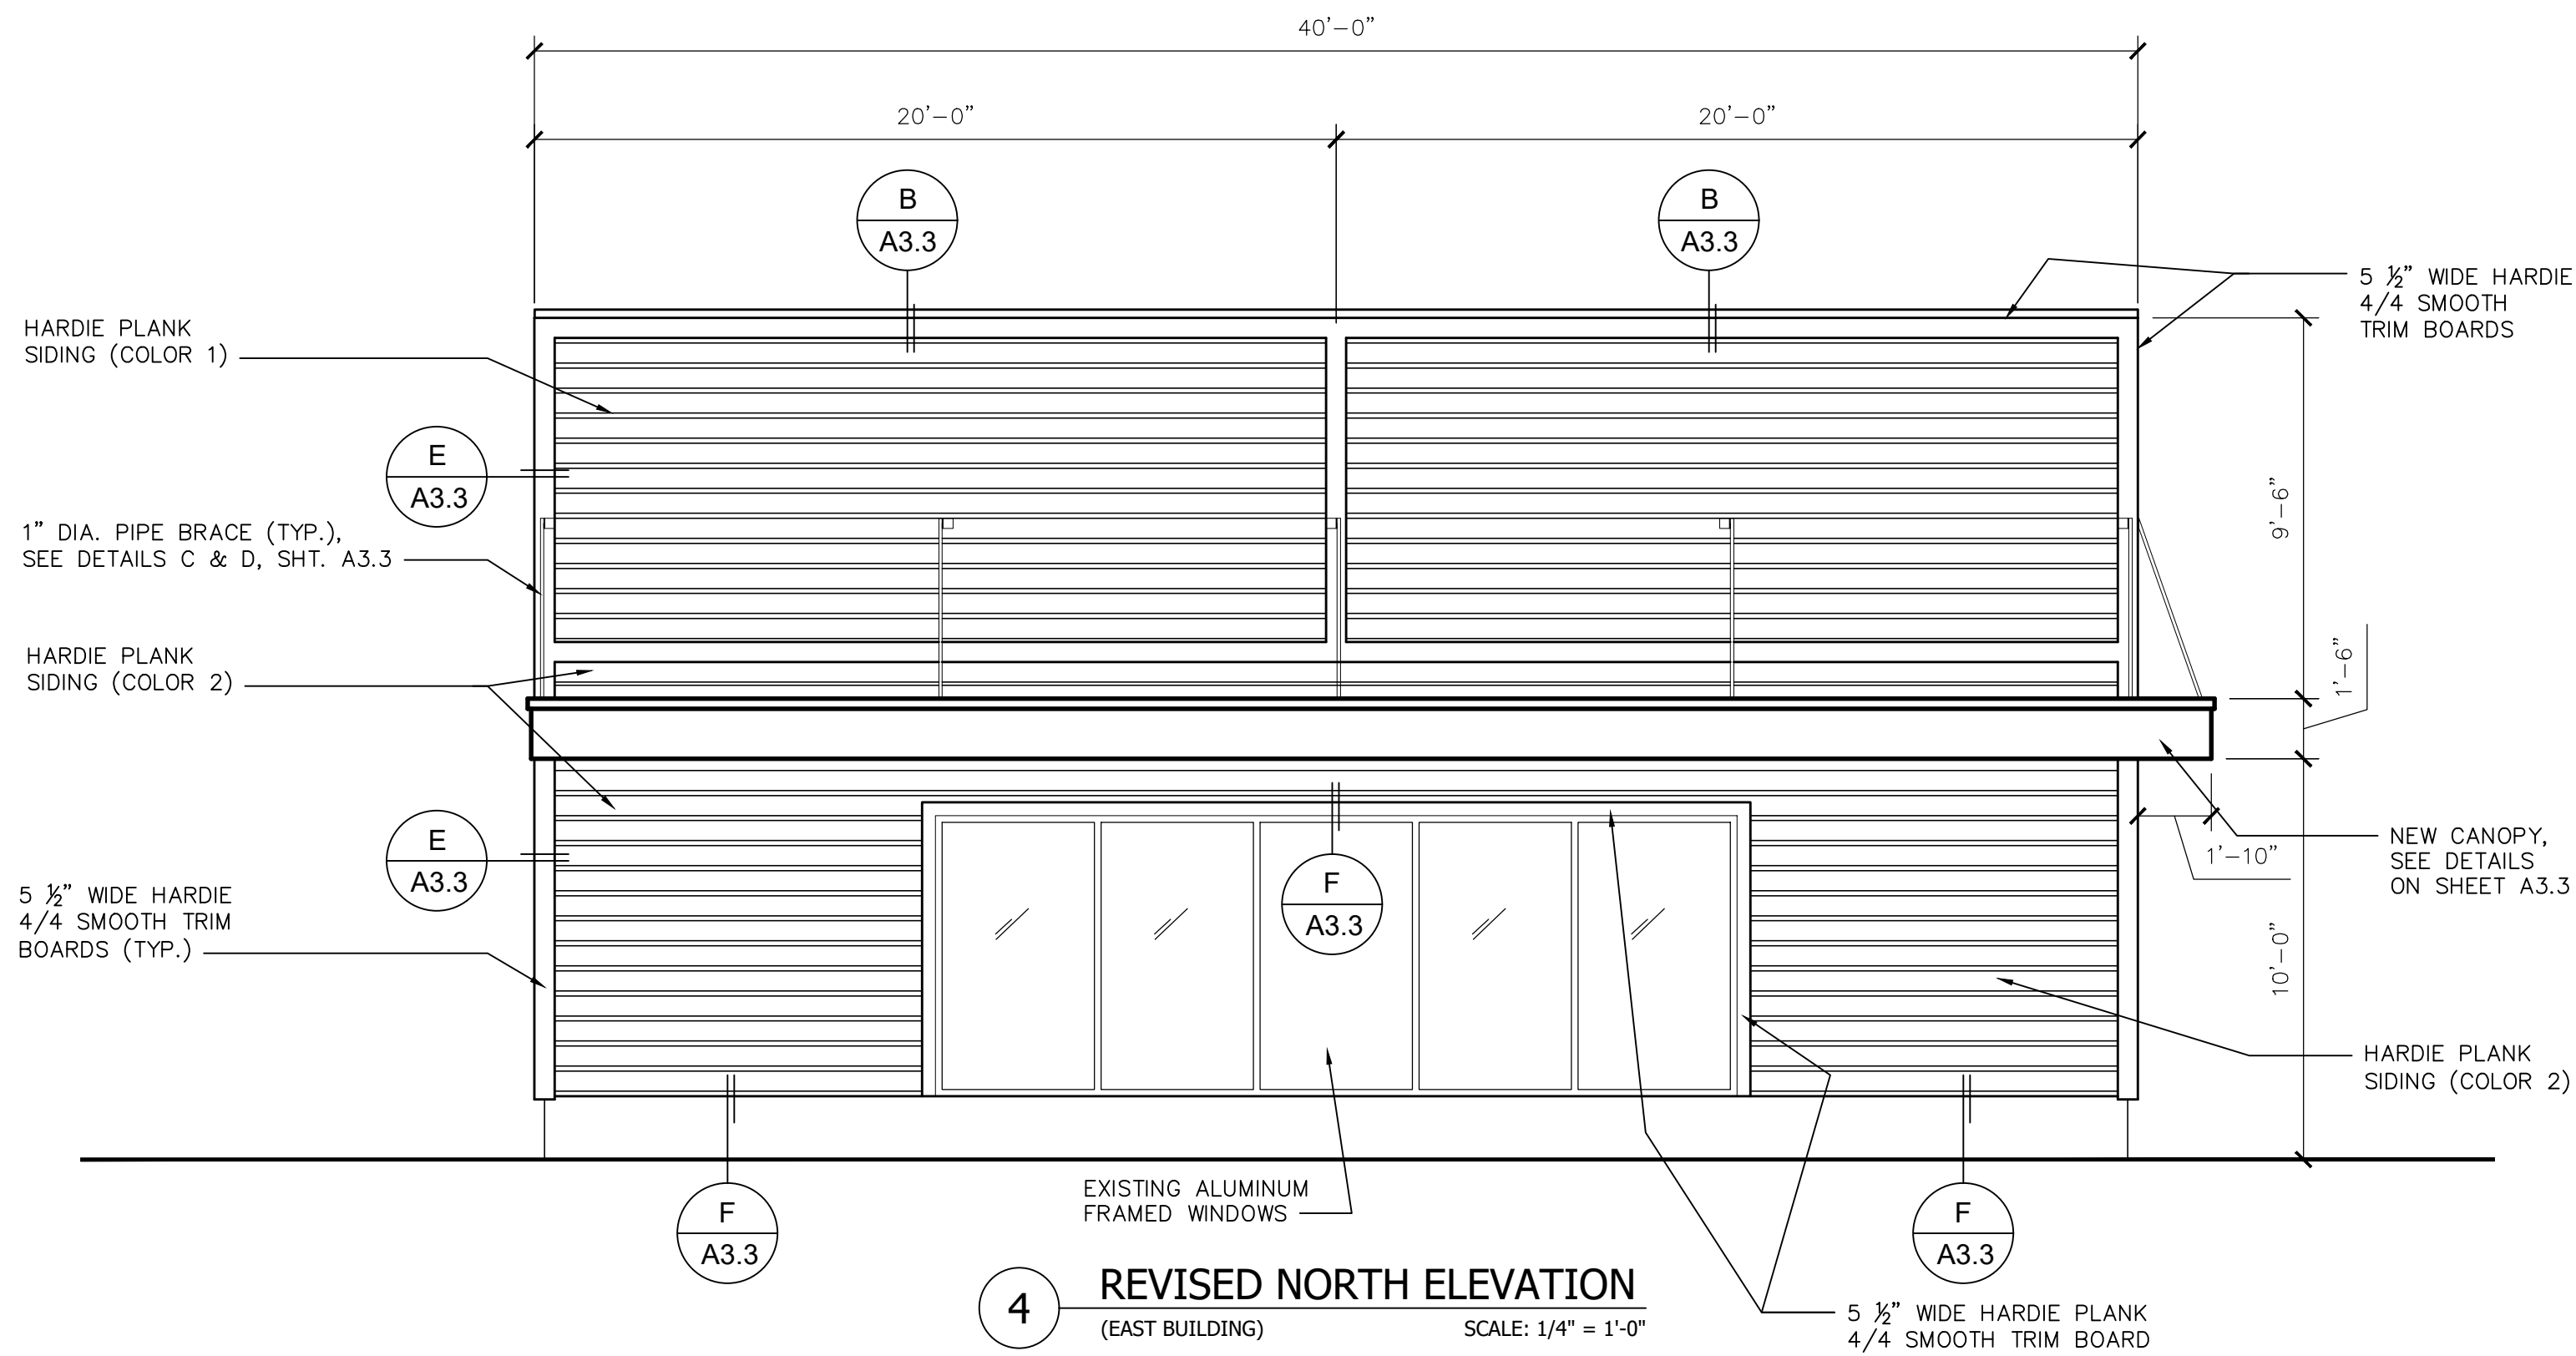 40'-0"
20'-0"
20'-0"
B
A3.3
B
A3.3
5 ½" WIDE HARDIE
4/4 SMOOTH
TRIM BOARDS
HARDIE PLANK
SIDING (COLOR 1)
E
A3.3
9'-6"
1" DIA. PIPE BRACE (TYP.),
SEE DETAILS C & D, SHT. A3.3
HARDIE PLANK
SIDING (COLOR 2)
1'-6"
E
A3.3
F
A3.3
1'-10"
NEW CANOPY,
SEE DETAILS
ON SHEET A3.3
5 ½" WIDE HARDIE
4/4 SMOOTH TRIM
BOARDS (TYP.)
10'-0"
HARDIE PLANK
SIDING (COLOR 2)
F
A3.3
EXISTING ALUMINUM
FRAMED WINDOWS
F
A3.3
4
REVISED NORTH ELEVATION
(EAST BUILDING)
SCALE: 1/4" = 1'-0"
5 ½" WIDE HARDIE PLANK
4/4 SMOOTH TRIM BOARD